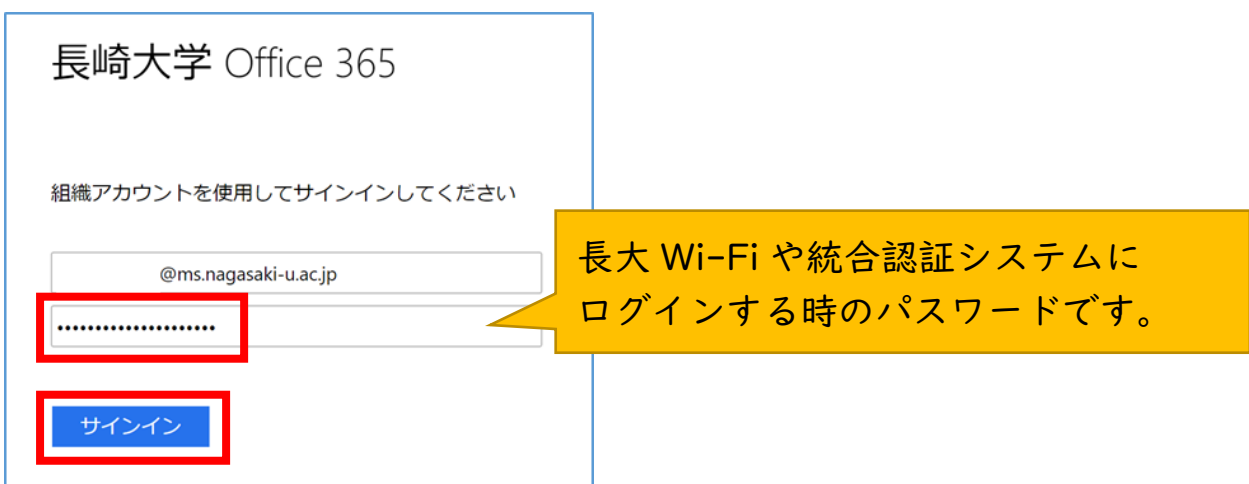 長崎大学 Office 365
組織アカウントを使用してサインインしてください
@ms.nagasaki-u.ac.jp
•••••••••••••••••••••
サインイン
長大 Wi-Fi や統合認証システムに
ログインする時のパスワードです。